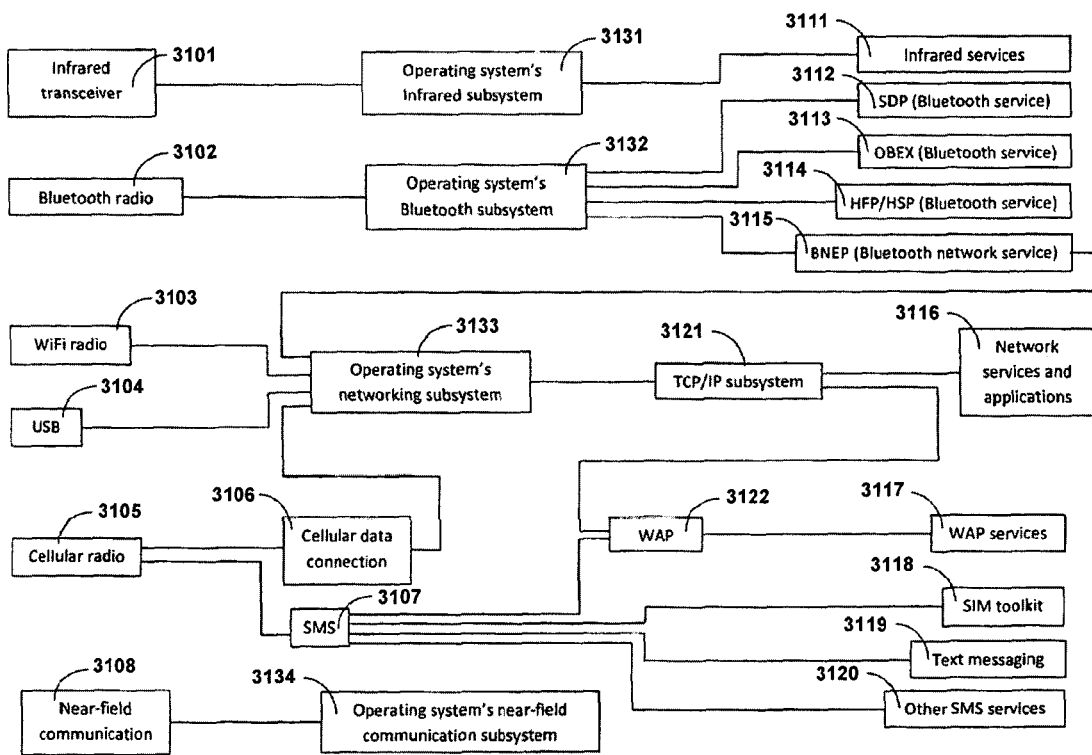 3101
3131
3111
Infrared
transceiver
Operating system's
Infrared subsystem
Infrared services
3112
SDP (Bluetooth service)
3113
OBEX (Bluetooth service)
3102
3132
3114
Bluetooth radio
Operating system's
Bluetooth subsystem
HFP/HSP (Bluetooth service)
3115
BNEP (Bluetooth network service)
3103
3133
3121
3116
WiFi radio
Operating system's
networking subsystem
TCP/IP subsystem
Network
services and
applications
3104
USB
3105
3106
3122
3117
Cellular radio
Cellular data
connection
WAP
WAP services
3107
3118
SMS
SIM toolkit
3119
Text messaging
3108
3134
3120
Near-field
communication
Operating system's near-field
communication subsystem
Other SMS services